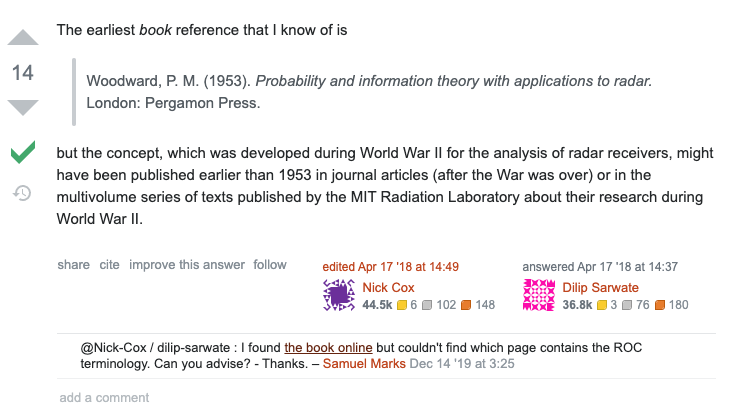 The earliest book reference that I know of is
14
Woodward, P. M. (1953). Probability and information theory with applications to radar.
London: Pergamon Press.
but the concept, which was developed during World War II for the analysis of radar receivers, might
have been published earlier than 1953 in journal articles (after the War was over) or in the
multivolume series of texts published by the MIT Radiation Laboratory about their research during
World War II.
share cite improve this answer follow
edited Apr 17 '18 at 14:49
Nick Cox
44.5k 6 102 148
answered Apr 17 '18 at 14:37
Dilip Sarwate
36.8k 3 76 180
@Nick-Cox / dilip-sarwate : I found the book online but couldn't find which page contains the ROC
terminology. Can you advise? - Thanks. – Samuel Marks Dec 14 '19 at 3:25
add a comment